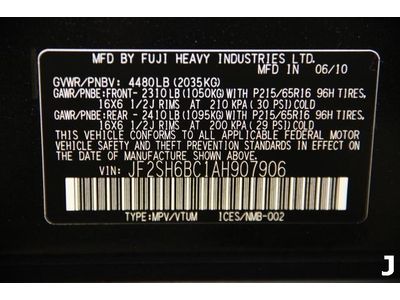 MFD. BY FUJI HEAVY INDUSTRIES LTD.
MADE IN 06/10
GVWR/PNBV: 4480LB (2035KG)
GAWR/PNBE:FRONT- 2310LB (1050KG) WITH P215/65R16 96H TIRES,
16X6 1/2J RIMS AT 210 KPA (30 PSI) COLD
GAWR/PNBE:REAR - 2410LB (1095KG) WITH P215/65R16 96H TIRES,
16X6 1/2J RIMS AT 200 KPA (29 PSI) COLD
THIS VEHICLE CONFORMS TO ALL APPLICABLE
FEDERAL MOTOR VEHICLE SAFETY STANDARDS
IN EFFECT ON THE DATE OF MANUFACTURE SHOWN ABOVE.
VIN: JF2SH6BC1AH907906
TYPE:MPV/VTUM ICES/NMB-002
J